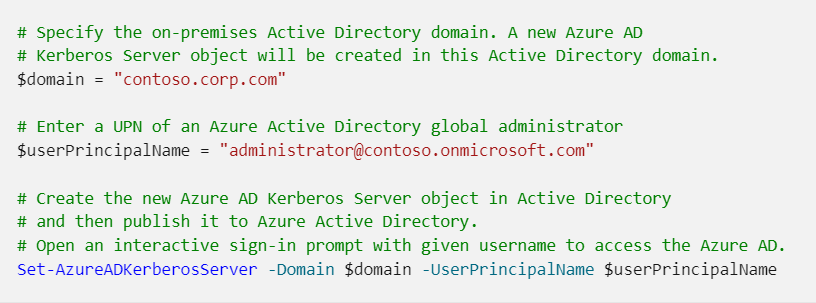 # Specify the on-premises Active Directory domain. A new Azure AD
# Kerberos Server object will be created in this Active Directory domain.
$domain = "contoso.corp.com"
# Enter a UPN of an Azure Active Directory global administrator
$userPrincipalName = "administrator@contoso.onmicrosoft.com"
# Create the new Azure AD Kerberos Server object in Active Directory
# and then publish it to Azure Active Directory.
# Open an interactive sign-in prompt with given username to access the Azure AD.
Set-AzureADKerberosServer -Domain $domain -UserPrincipalName $userPrincipalName